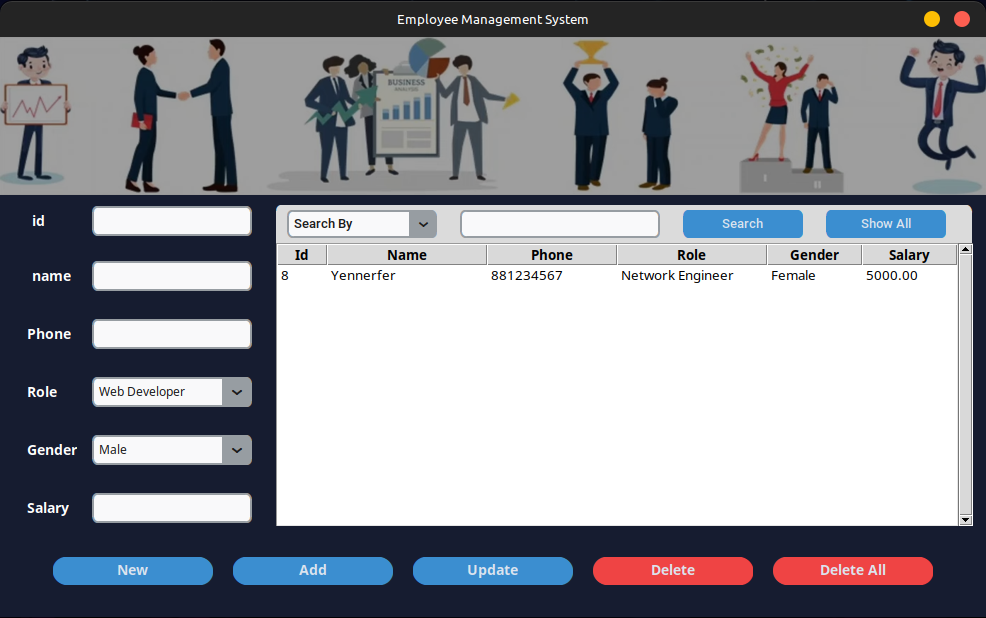 Employee Management System
BUSINESS
ANALYSIS
I
II
id
Search By
Search
Show All
Id Name Phone Role Gender Salary
8 Yennerfer 881234567 Network Engineer Female 5000.00
name
Phone
Role Web Developer
Gender Male
Salary
New Add Update Delete Delete All